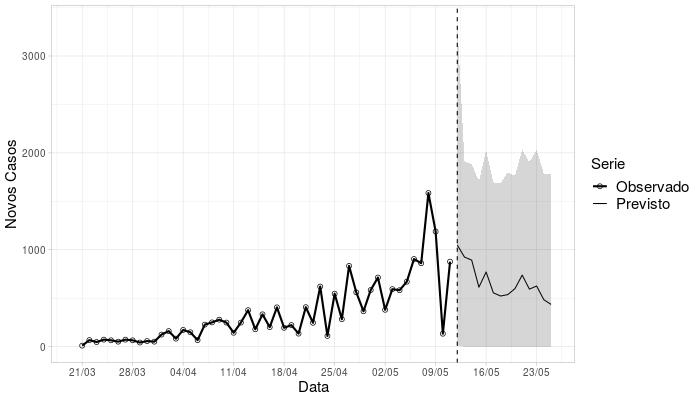 Novos Casos
3000
2000
1000
0
21/03 28/03 04/04 11/04 18/04 25/04 02/05 09/05 16/05 23/05
Data
Serie
Observado
Previsto